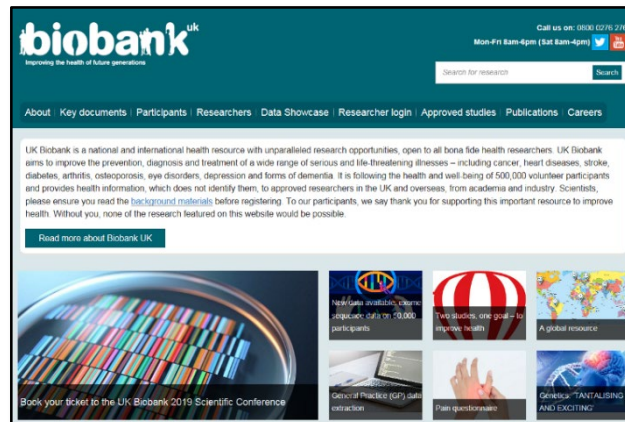 biobank uk
Improving the health of future generations
Call us on: 0800 0276 276
Mon-Fri 8am-6pm (Sat 8am-4pm)
You
Search for research
Search
About | Key documents | Participants | Researchers | Data Showcase | Researcher login | Approved studies | Publications | Careers
UK Biobank is a national and international health resource with unparalleled research opportunities, open to all bona fide health researchers. UK Biobank
aims to improve the prevention, diagnosis and treatment of a wide range of serious and life-threatening illnesses – including cancer, heart diseases, stroke,
diabetes, arthritis, osteoporosis, eye disorders, depression and forms of dementia. It is following the health and well-being of 500,000 volunteer participants
and provides health information, which does not identify them, to approved researchers in the UK and overseas, from academia and industry. Scientists,
please ensure you read the background materials before registering. To our participants, we say thank you for supporting this important resource to improve
health. Without you, none of the research featured on this website would be possible.
Read more about Biobank UK
New data available, exome
sequence data on 50,000
participants
Two studies, one goal – to
improve health
A global resource
Book your ticket to the UK Biobank 2019 Scientific Conference
General Practice (GP) data
extraction
Pain questionnaire
Genetics: 'TANTALISING
AND EXCITING'